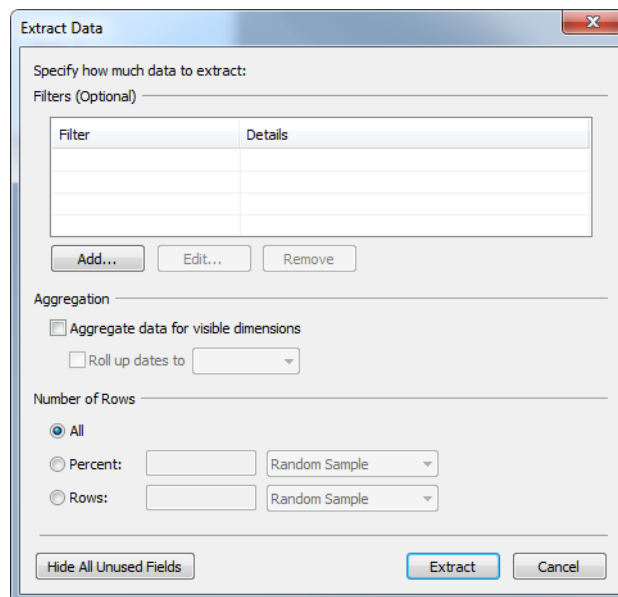 Extract Data
Specify how much data to extract:
Filters (Optional)
Filter Details
Add... Edit... Remove
Aggregation
Aggregate data for visible dimensions
Roll up dates to
Number of Rows
All
Percent: Random Sample
Rows: Random Sample
Hide All Unused Fields Extract Cancel